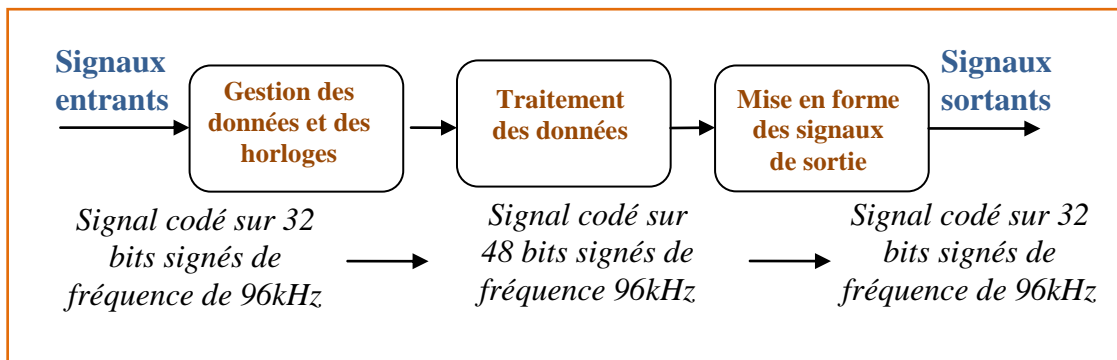 Signaux
entrants
Gestion des
données et des
horloges
Traitement
des données
Mise en forme
des signaux
de sortie
Signaux
sortants
Signal codé sur 32
bits signés de
fréquence de 96kHz
Signal codé sur
48 bits signés de
fréquence 96kHz
Signal codé sur 32
bits signés de
fréquence de 96kHz